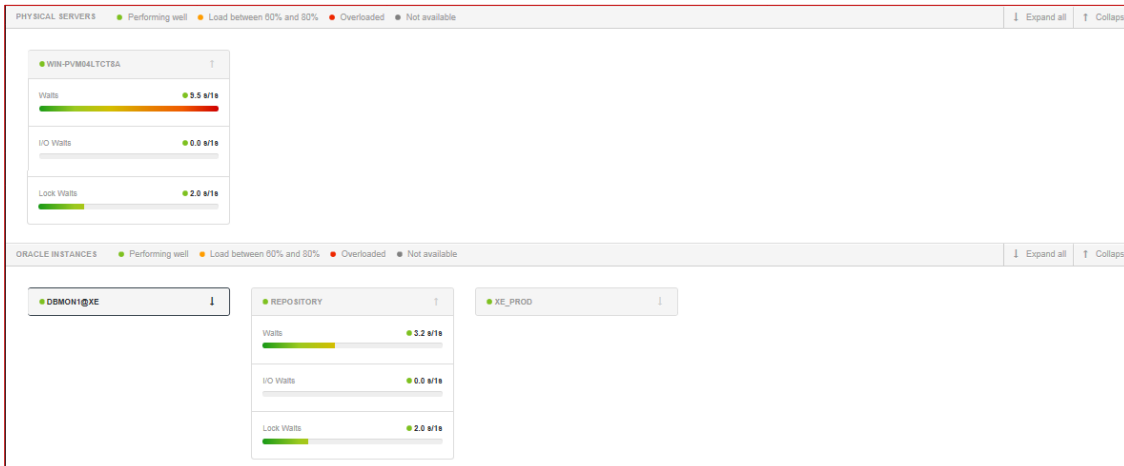 PHYSICAL SERVERS Performing well Load between 60% and 80% Overloaded Not available Expand all Collaps
WIN-PVM04LTCT8A
Waits 9.5 s/1s
I/O Waits 0.0 s/1s
Lock Waits 2.0 s/1s
ORACLE INSTANCES Performing well Load between 60% and 80% Overloaded Not available Expand all Collaps
DBMON1@XE REPOSITORY XE_PROD
Waits 3.2 s/1s
I/O Waits 0.0 s/1s
Lock Waits 2.0 s/1s